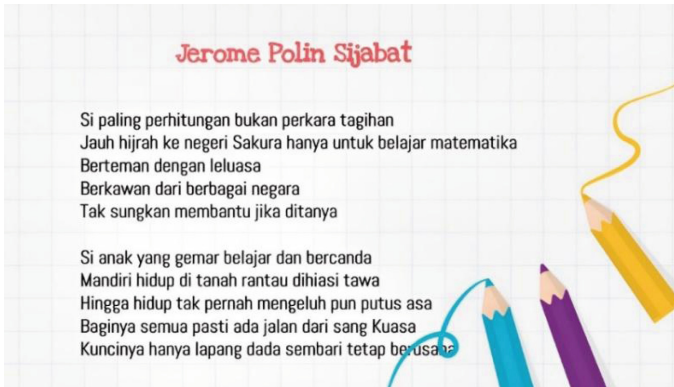 Jerome Polin Sijabat
Si paling perhitungan bukan perkara tagihan
Jauh hijrah ke negeri Sakura hanya untuk belajar matematika
Berteman dengan leluasa
Berkawan dari berbagai negara
Tak sungkan membantu jika ditanya
Si anak yang gemar belajar dan bercanda
Mandiri hidup di tanah rantau dihiasi tawa
Hingga hidup tak pernah mengeluh pun putus asa
Baginya semua pasti ada jalan dari sang Kuasa
Kuncinya hanya lapang dada sembari tetap berusaha